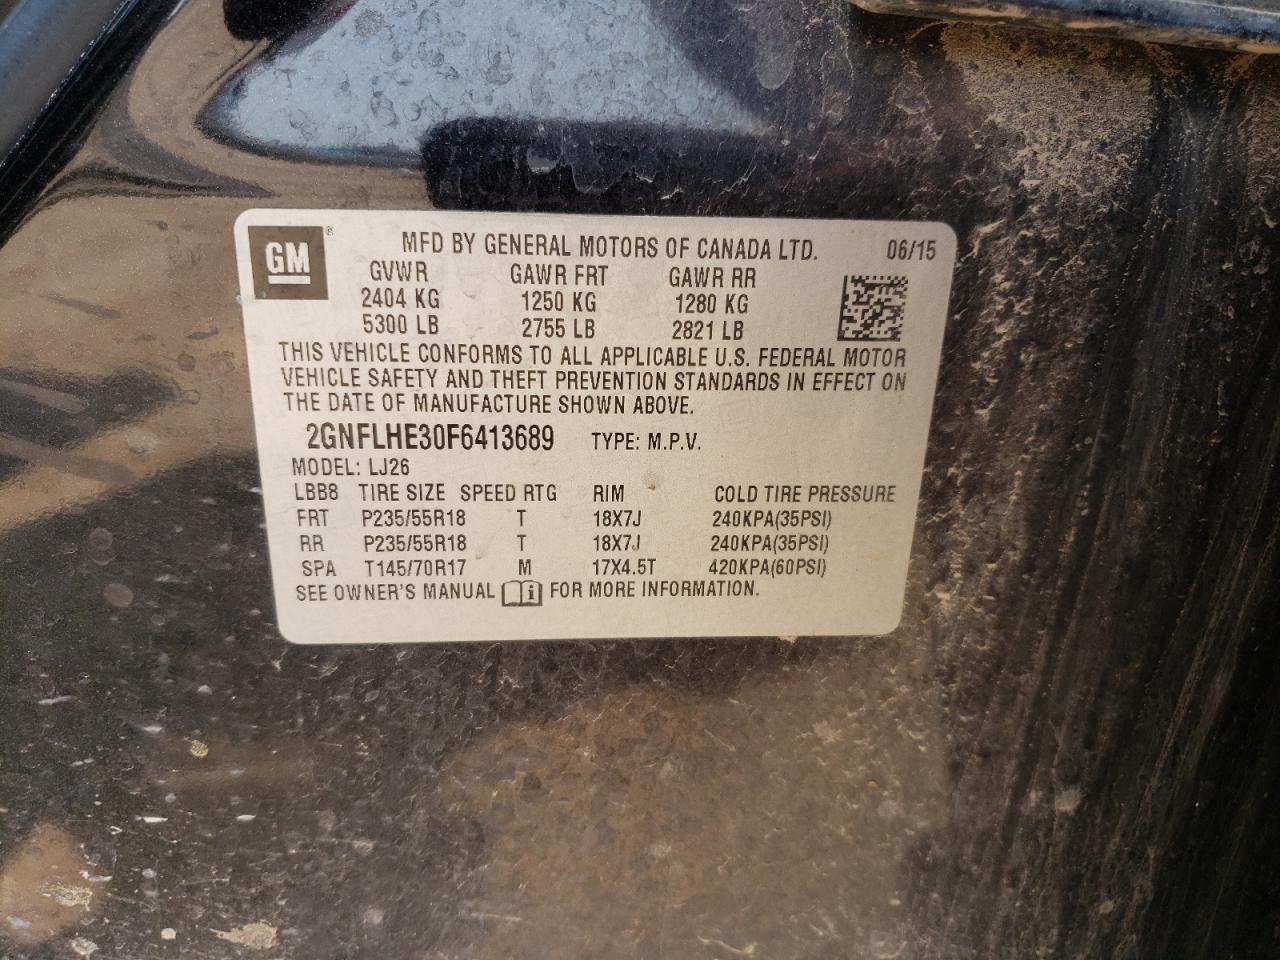 GM ® MFD BY GENERAL MOTORS OF CANADA LTD. 06/15
GVWR GAWR FRT GAWR RR
2404 KG 1250 KG 1280 KG
5300 LB 2755 LB 2821 LB
THIS VEHICLE CONFORMS TO ALL APPLICABLE U.S. FEDERAL MOTOR
VEHICLE SAFETY AND THEFT PREVENTION STANDARDS IN EFFECT ON
THE DATE OF MANUFACTURE SHOWN ABOVE.
2GNFLHE30F6413689 TYPE: M.P.V.
MODEL: LJ26
LBB8 TIRE SIZE SPEED RTG RIM COLD TIRE PRESSURE
FRT P235/55R18 T 18X7J 240KPA(35PSI)
RR P235/55R18 T 18X7J 240KPA(35PSI)
SPA T145/70R17 M 17X4.5T 420KPA(60PSI)
SEE OWNER'S MANUAL i FOR MORE INFORMATION.